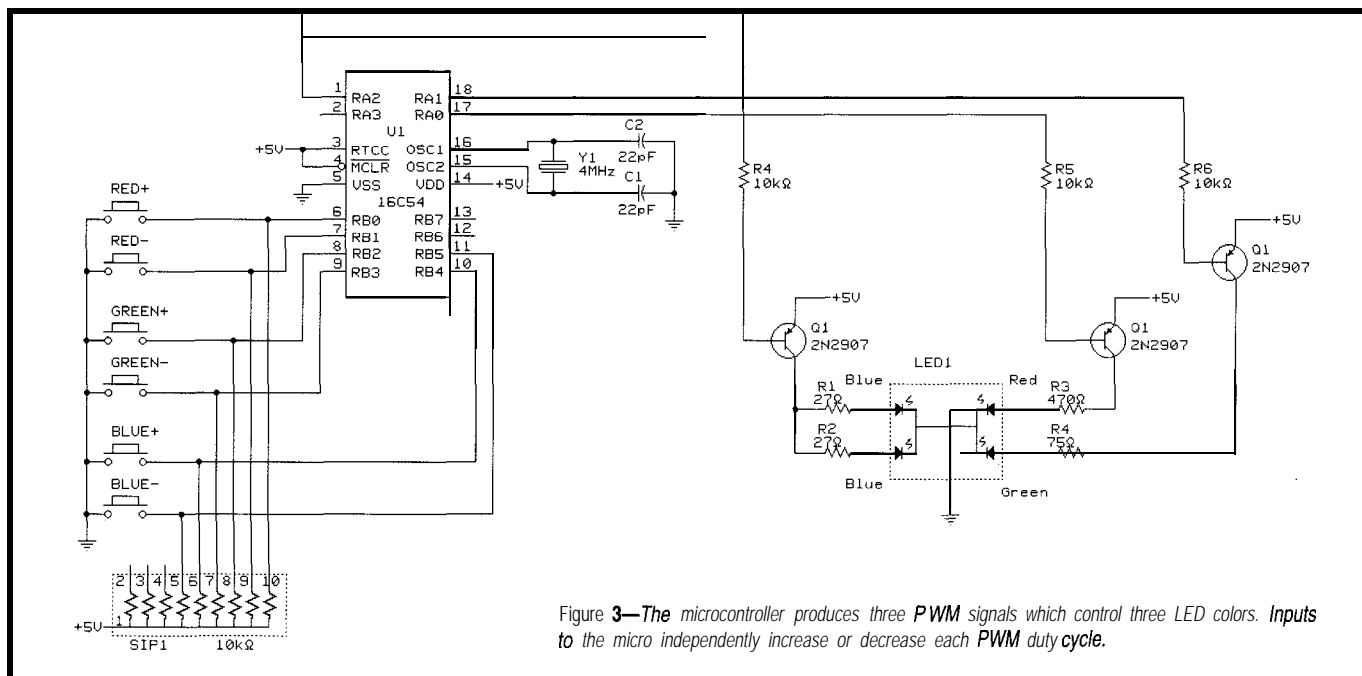 1 RA2 RA1 18
2 RA3 RA0 17
U1
+5V 3 RTCC OSC1 16
4 MCLR OSC2 15
5 VSS VDD 14 +5V
16C54
6 RB0 RB7 13
7 RB1 RB6 12
8 RB2 RB5 11
9 RB3 RB4 10
C2
22pF
Y1
4MHz
C1
22pF
RED+
RED-
GREEN+
GREEN-
BLUE+
BLUE-
2 3 4 5 6 7 8 9 10
+5V 1
SIP1 10kΩ
R4
10kΩ
R5
10kΩ
R6
10kΩ
+5V
Q1
2N2907
+5V
Q1
2N2907
+5V
Q1
2N2907
LED1
R1 Blue
27Ω
R2
27Ω
Blue
Red R3
470Ω
R4
75Ω
Green
Figure 3—The microcontroller produces three PWM signals which control three LED colors. Inputs
to the micro independently increase or decrease each PWM duty cycle.